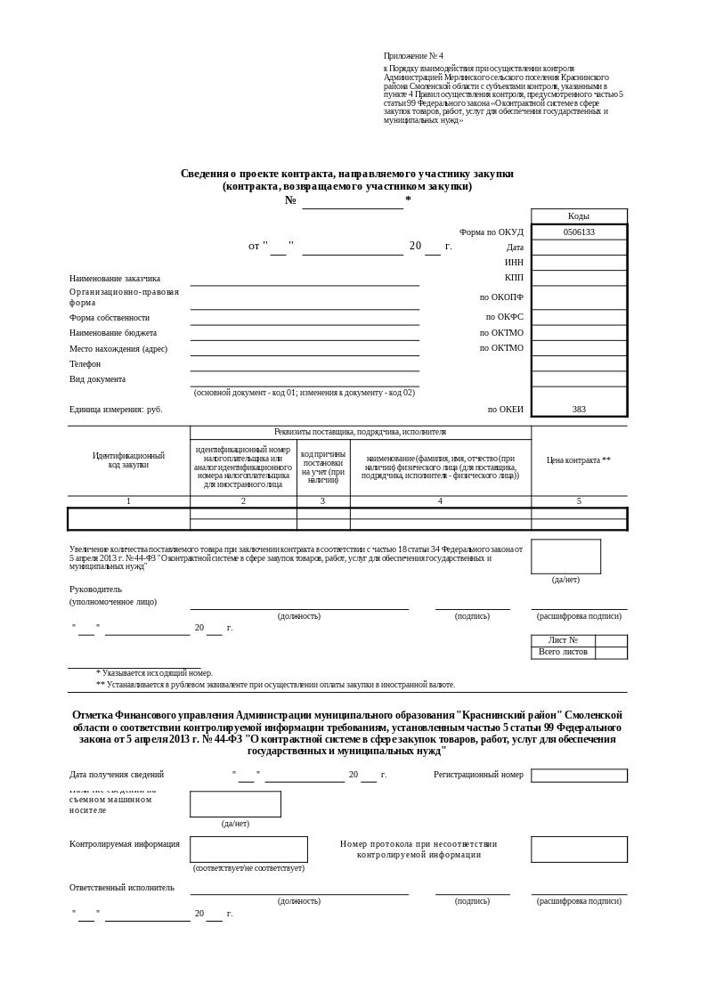 Приложение № 4
к Порядку взаимодействия при осуществлении контроля
Администрацией Мерлинского сельского поселения Краснинского
района Смоленской области с субъектами контроля, указанными в
пункте 4 Правил осуществления контроля, предусмотренного частью 5
статьи 99 Федерального закона «О контрактной системе в сфере
закупок товаров, работ, услуг для обеспечения государственных и
муниципальных нужд»
Сведения о проекте контракта, направляемого участнику закупки
(контракта, возвращаемого участником закупки)
№ *
Коды
Форма по ОКУД 0506133
от " " 20 г. Дата
ИНН
Наименование заказчика КПП
Организационно-правовая
форма
по ОКОПФ
Форма собственности по ОКФС
Наименование бюджета по ОКТМО
Место нахождения (адрес) по ОКТМО
Телефон
Вид документа
(основной документ - код 01; изменения к документу - код 02)
Единица измерения: руб. по ОКЕИ 383
Идентификационный
код закупки
Реквизиты поставщика, подрядчика, исполнителя
идентификационный номер
налогоплательщика или
аналог идентификационного
номера налогоплательщика
для иностранного лица
код причины
постановки
на учет (при
наличии)
наименование (фамилия, имя, отчество (при
наличии) физического лица (для поставщика,
подрядчика, исполнителя - физического лица))
Цена контракта **
1 2 3 4 5
Увеличение количества поставляемого товара при заключении контракта в соответствии с частью 18 статьи 34 Федерального закона от
5 апреля 2013 г. № 44-ФЗ "О контрактной системе в сфере закупок товаров, работ, услуг для обеспечения государственных и
муниципальных нужд"
(да/нет)
Руководитель
(уполномоченное лицо)
(должность) (подпись) (расшифровка подписи)
" " 20 г.
Лист №
Всего листов
* Указывается исходящий номер.
** Устанавливается в рублевом эквиваленте при осуществлении оплаты закупки в иностранной валюте.
Отметка Финансового управления Администрации муниципального образования "Краснинский район" Смоленской
области о соответствии контролируемой информации требованиям, установленным частью 5 статьи 99 Федерального
закона от 5 апреля 2013 г. № 44-ФЗ "О контрактной системе в сфере закупок товаров, работ, услуг для обеспечения
государственных и муниципальных нужд"
Дата получения сведений " " 20 г. Регистрационный номер
съемном машинном
носителе
(да/нет)
Контролируемая информация
(соответствует/не соответствует)
Номер протокола при несоответствии
контролируемой информации
Ответственный исполнитель
(должность) (подпись) (расшифровка подписи)
" " 20 г.